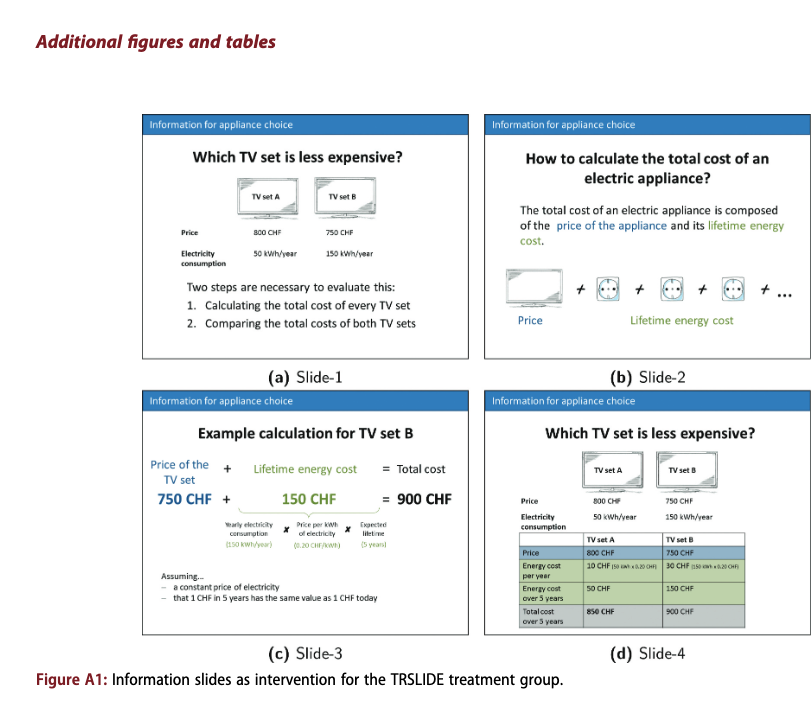 Additional figures and tables
Information for appliance choice
Which TV set is less expensive?
TV set A TV set B
Price 800 CHF 750 CHF
Electricity 50 kWh/year 150 kWh/year
consumption
Two steps are necessary to evaluate this:
1. Calculating the total cost of every TV set
2. Comparing the total costs of both TV sets
(a) Slide-1
Information for appliance choice
How to calculate the total cost of an
electric appliance?
The total cost of an electric appliance is composed
of the price of the appliance and its lifetime energy
cost.
+ + + + ...
Price Lifetime energy cost
(b) Slide-2
Information for appliance choice
Example calculation for TV set B
Price of the + Lifetime energy cost = Total cost
TV set
750 CHF + 150 CHF = 900 CHF
Yearly electricity x Price per kWh x Expected
consumption of electricity lifetime
(150 kWh/year) (0.20 CHF/kWh) (5 years)
Assuming...
– a constant price of electricity
– that 1 CHF in 5 years has the same value as 1 CHF today
(c) Slide-3
Information for appliance choice
Which TV set is less expensive?
TV set A TV set B
Price 800 CHF 750 CHF
Electricity 50 kWh/year 150 kWh/year
consumption
TV set A TV set B
Price 800 CHF 750 CHF
Energy cost 10 CHF (50 kWh x 0.20 CHF) 30 CHF (150 kWh x 0.20 CHF)
per year
Energy cost 50 CHF 150 CHF
over 5 years
Total cost 850 CHF 900 CHF
over 5 years
(d) Slide-4
Figure A1: Information slides as intervention for the TRSLIDE treatment group.